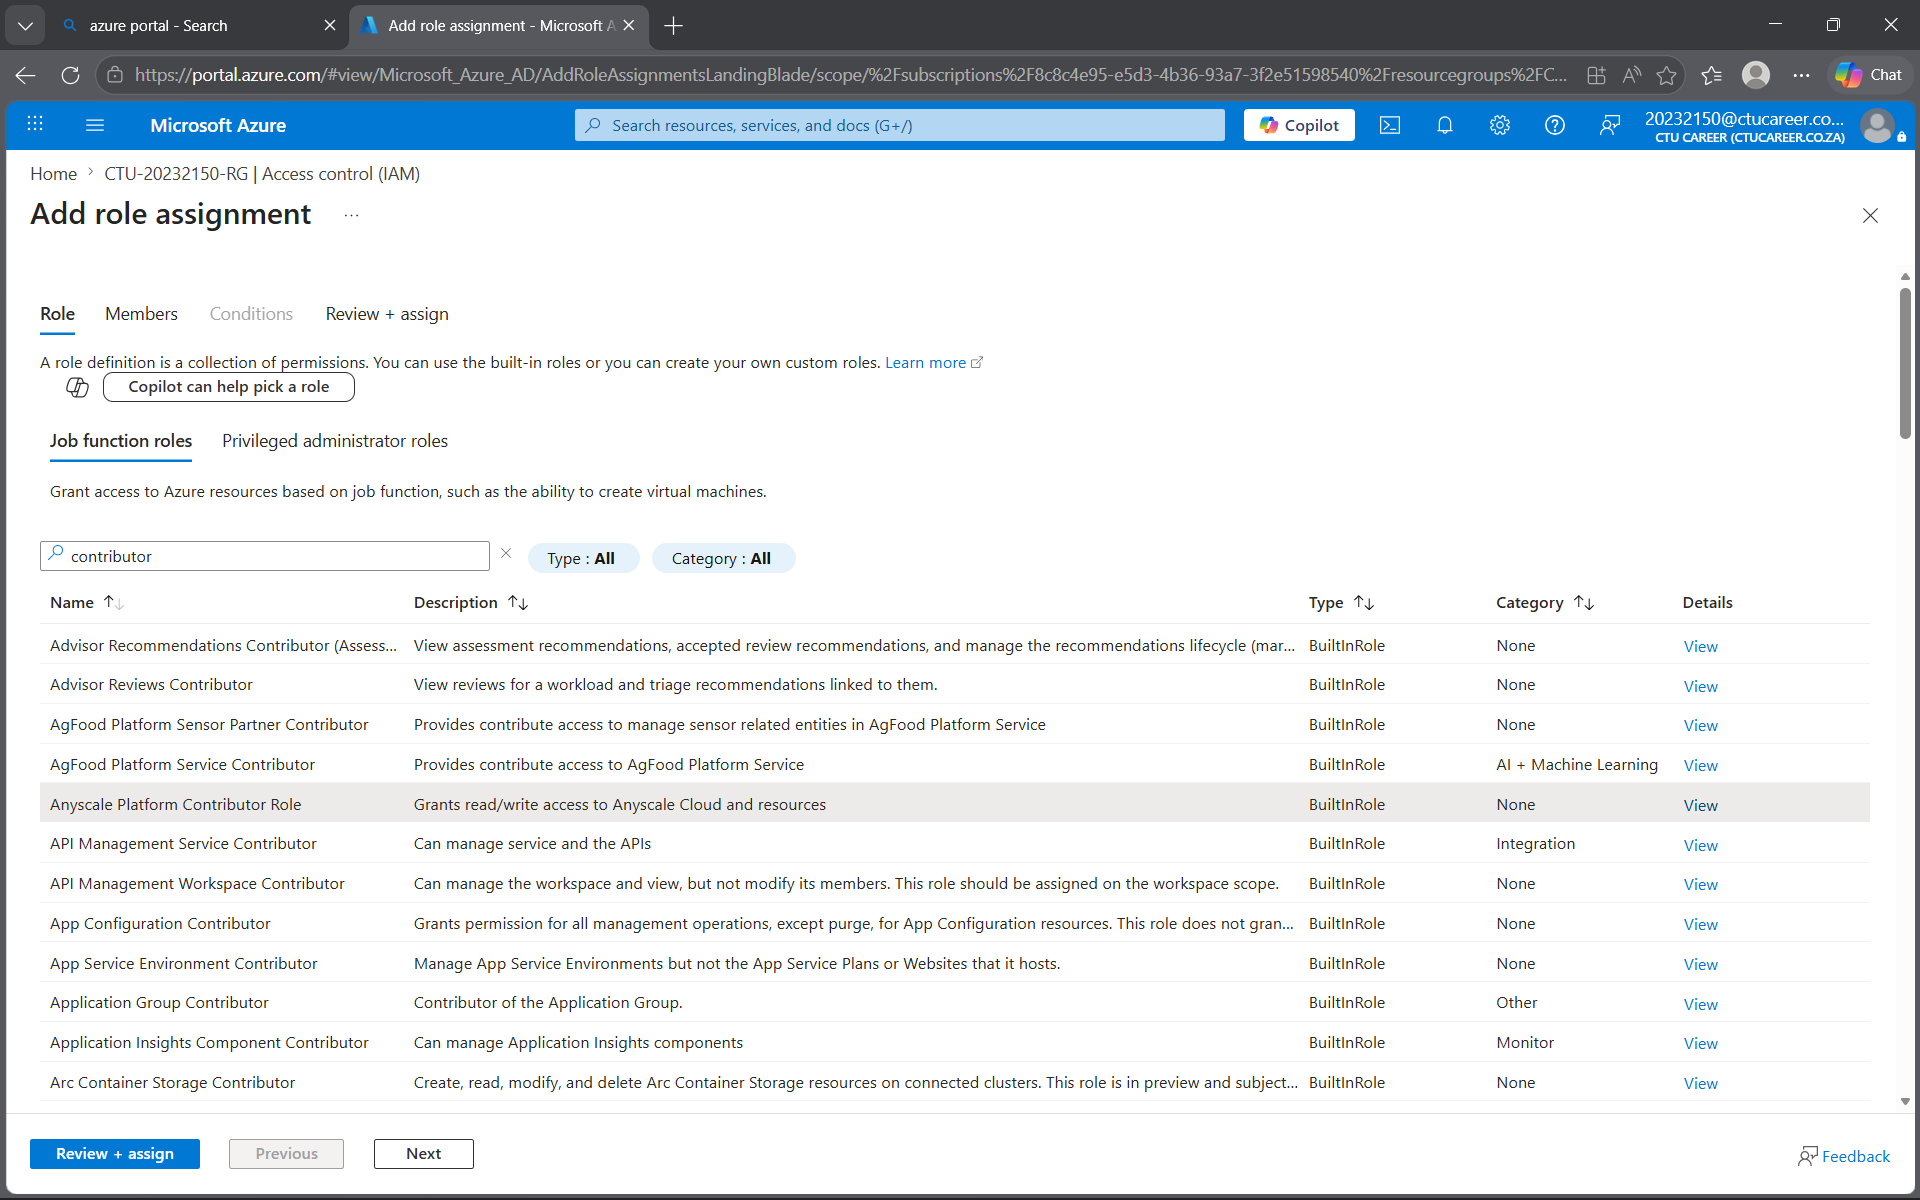 azure portal - Search
Add role assignment - Microsoft A
https://portal.azure.com/#view/Microsoft_Azure_AD/AddRoleAssignmentsLandingBlade/scope/%2Fsubscriptions%2F8c8c4e95-e5d3-4b36-93a7-3f2e51598540%2Fresourcegroups%2FC...
Chat
Microsoft Azure
Search resources, services, and docs (G+/)
Copilot
20232150@ctucareer.co...
CTU CAREER (CTUCAREER.CO.ZA)
Home > CTU-20232150-RG | Access control (IAM)
Add role assignment ...
Role Members Conditions Review + assign
A role definition is a collection of permissions. You can use the built-in roles or you can create your own custom roles. Learn more
Copilot can help pick a role
Job function roles Privileged administrator roles
Grant access to Azure resources based on job function, such as the ability to create virtual machines.
contributor Type : All Category : All
Name Description Type Category Details
Advisor Recommendations Contributor (Assess... View assessment recommendations, accepted review recommendations, and manage the recommendations lifecycle (mar... BuiltInRole None View
Advisor Reviews Contributor View reviews for a workload and triage recommendations linked to them. BuiltInRole None View
AgFood Platform Sensor Partner Contributor Provides contribute access to manage sensor related entities in AgFood Platform Service BuiltInRole None View
AgFood Platform Service Contributor Provides contribute access to AgFood Platform Service BuiltInRole AI + Machine Learning View
Anyscale Platform Contributor Role Grants read/write access to Anyscale Cloud and resources BuiltInRole None View
API Management Service Contributor Can manage service and the APIs BuiltInRole Integration View
API Management Workspace Contributor Can manage the workspace and view, but not modify its members. This role should be assigned on the workspace scope. BuiltInRole None View
App Configuration Contributor Grants permission for all management operations, except purge, for App Configuration resources. This role does not gran... BuiltInRole None View
App Service Environment Contributor Manage App Service Environments but not the App Service Plans or Websites that it hosts. BuiltInRole None View
Application Group Contributor Contributor of the Application Group. BuiltInRole Other View
Application Insights Component Contributor Can manage Application Insights components BuiltInRole Monitor View
Arc Container Storage Contributor Create, read, modify, and delete Arc Container Storage resources on connected clusters. This role is in preview and subject... BuiltInRole None View
Review + assign Previous Next Feedback